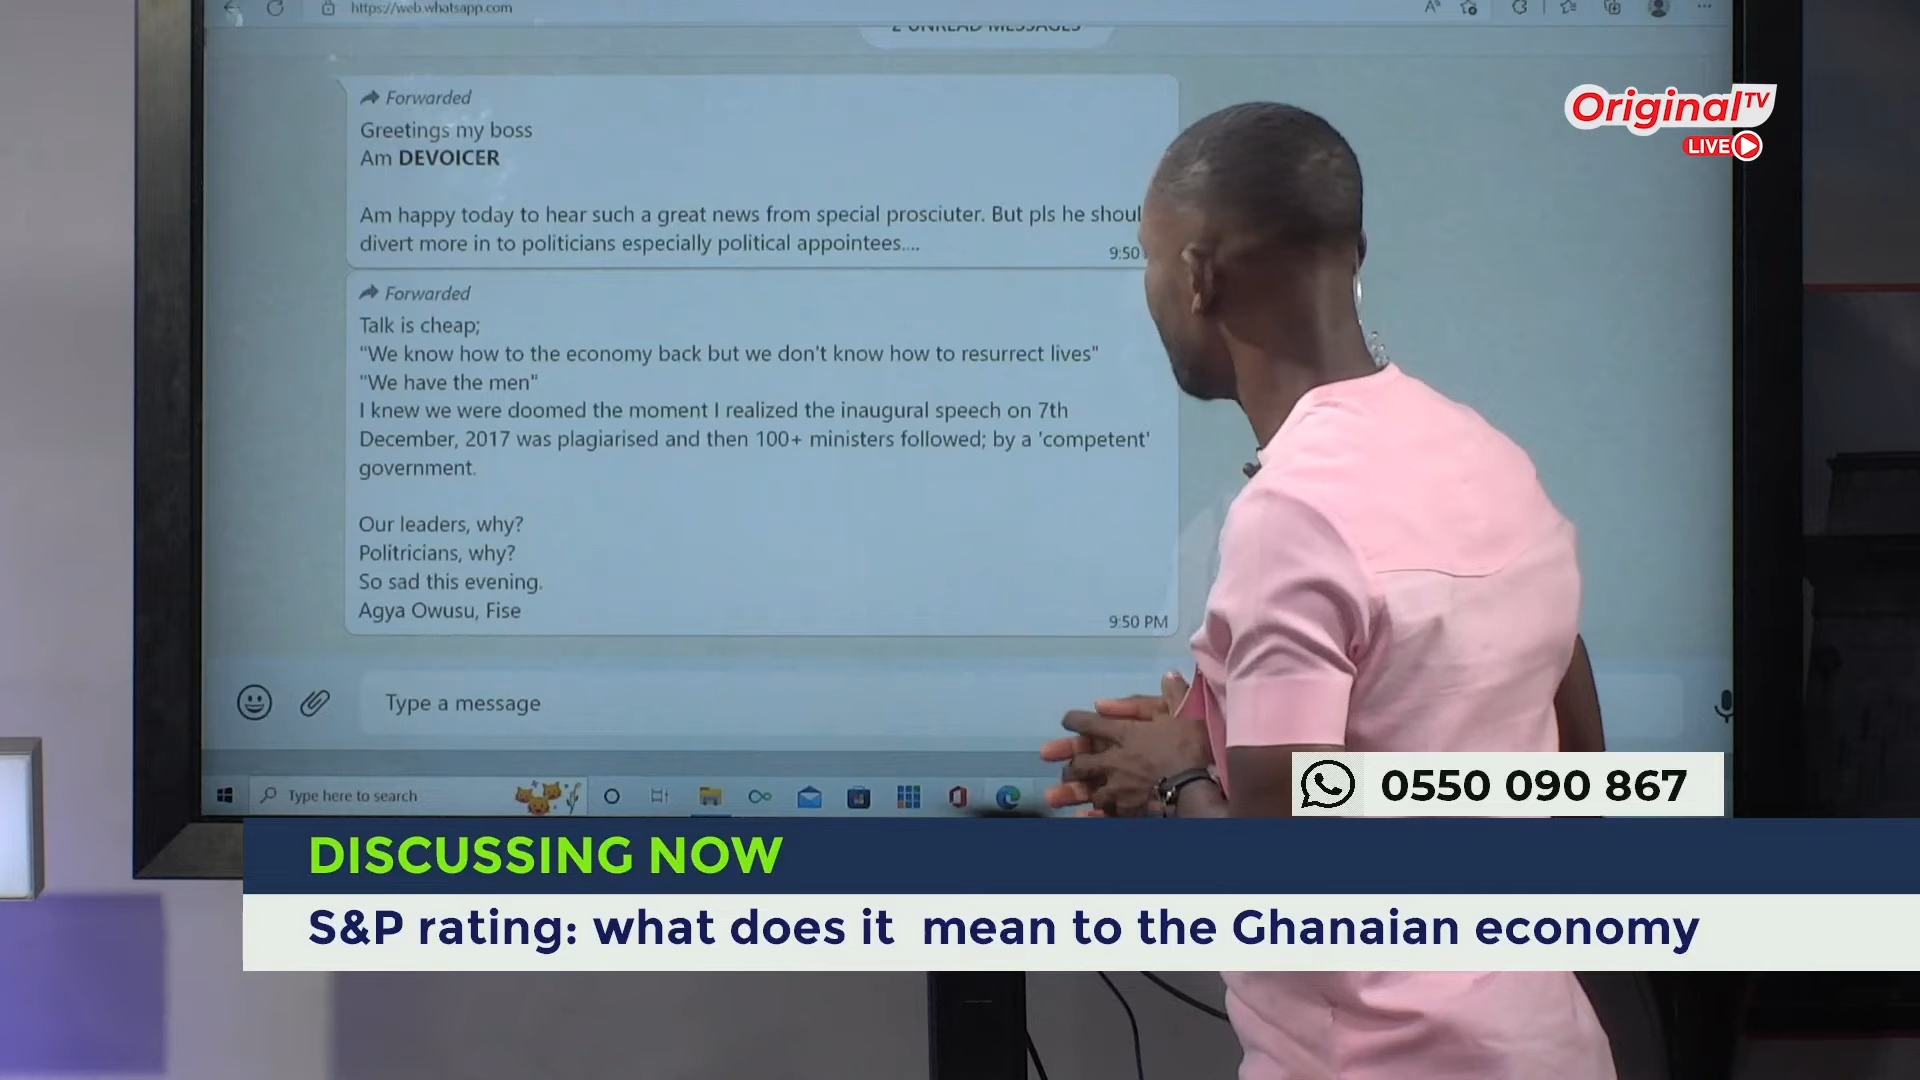 https://web.whatsapp.com
2 UNREAD MESSAGES
Forwarded
Greetings my boss
Am DEVOICER
Am happy today to hear such a great news from special prosciuter. But pls he shoul
divert more in to politicians especially political appointees....
9:50
Forwarded
Talk is cheap;
"We know how to the economy back but we don't know how to resurrect lives"
"We have the men"
I knew we were doomed the moment I realized the inaugural speech on 7th
December, 2017 was plagiarised and then 100+ ministers followed; by a 'competent'
government.
Our leaders, why?
Politricians, why?
So sad this evening.
Agya Owusu, Fise
9:50 PM
Type a message
Type here to search
Original TV
LIVE
0550 090 867
DISCUSSING NOW
S&P rating: what does it mean to the Ghanaian economy